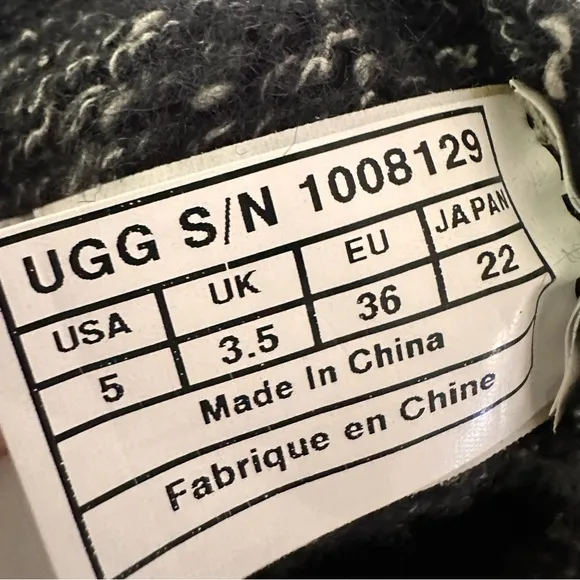 UGG S/N 1008129
USA UK EU JAPAN
5 3.5 36 22
Made In China
Fabrique en Chine